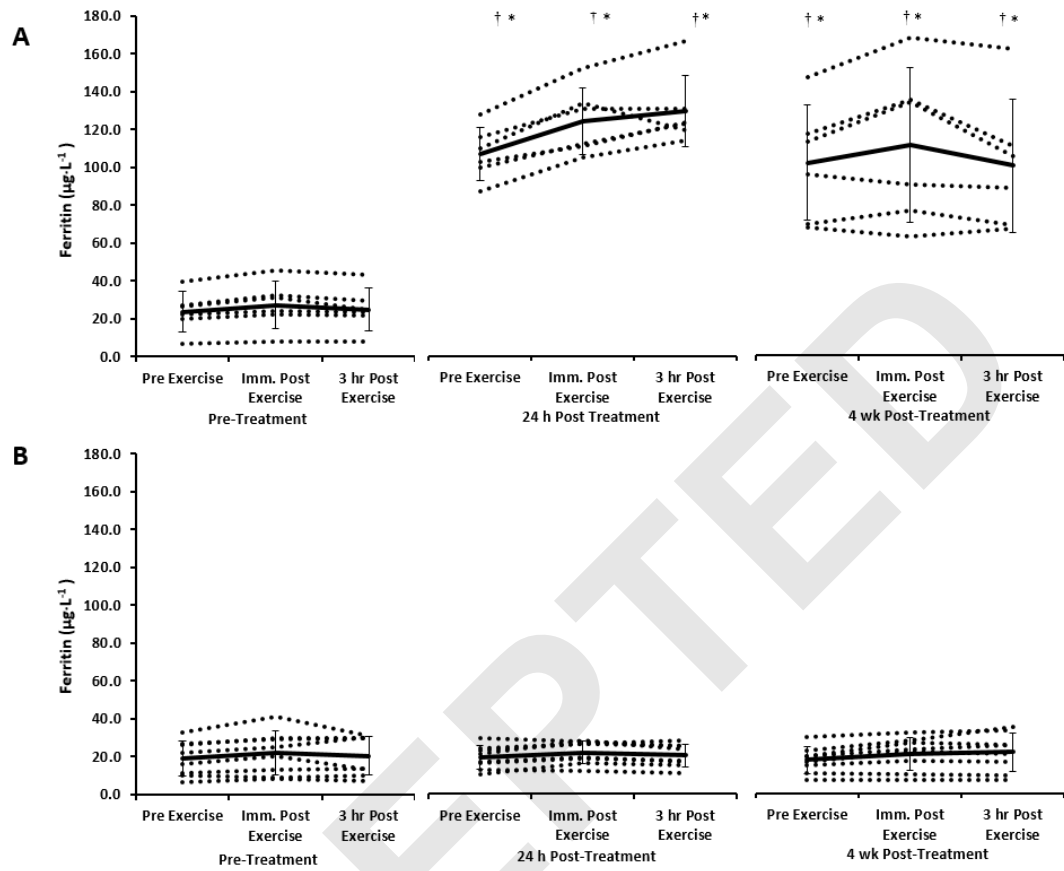 A
Ferritin (µg·L⁻¹)
180.0
160.0
140.0
120.0
100.0
80.0
60.0
40.0
20.0
0.0
† *
† *
†*
†*
†*
†*
Pre Exercise
Imm. Post
Exercise
3 hr Post
Exercise
Pre-Treatment
Pre Exercise
Imm. Post
Exercise
3 hr Post
Exercise
24 h Post Treatment
Pre Exercise
Imm. Post
Exercise
3 hr Post
Exercise
4 wk Post-Treatment
B
Ferritin (µg·L⁻¹ )
180.0
160.0
140.0
120.0
100.0
80.0
60.0
40.0
20.0
0.0
Pre Exercise
Imm. Post
Exercise
3 hr Post
Exercise
Pre-Treatment
Pre Exercise
Imm. Post
Exercise
3 hr Post
Exercise
24 h Post-Treatment
Pre Exercise
Imm. Post
Exercise
3 hr Post
Exercise
4 wk Post-Treatment
EPTED